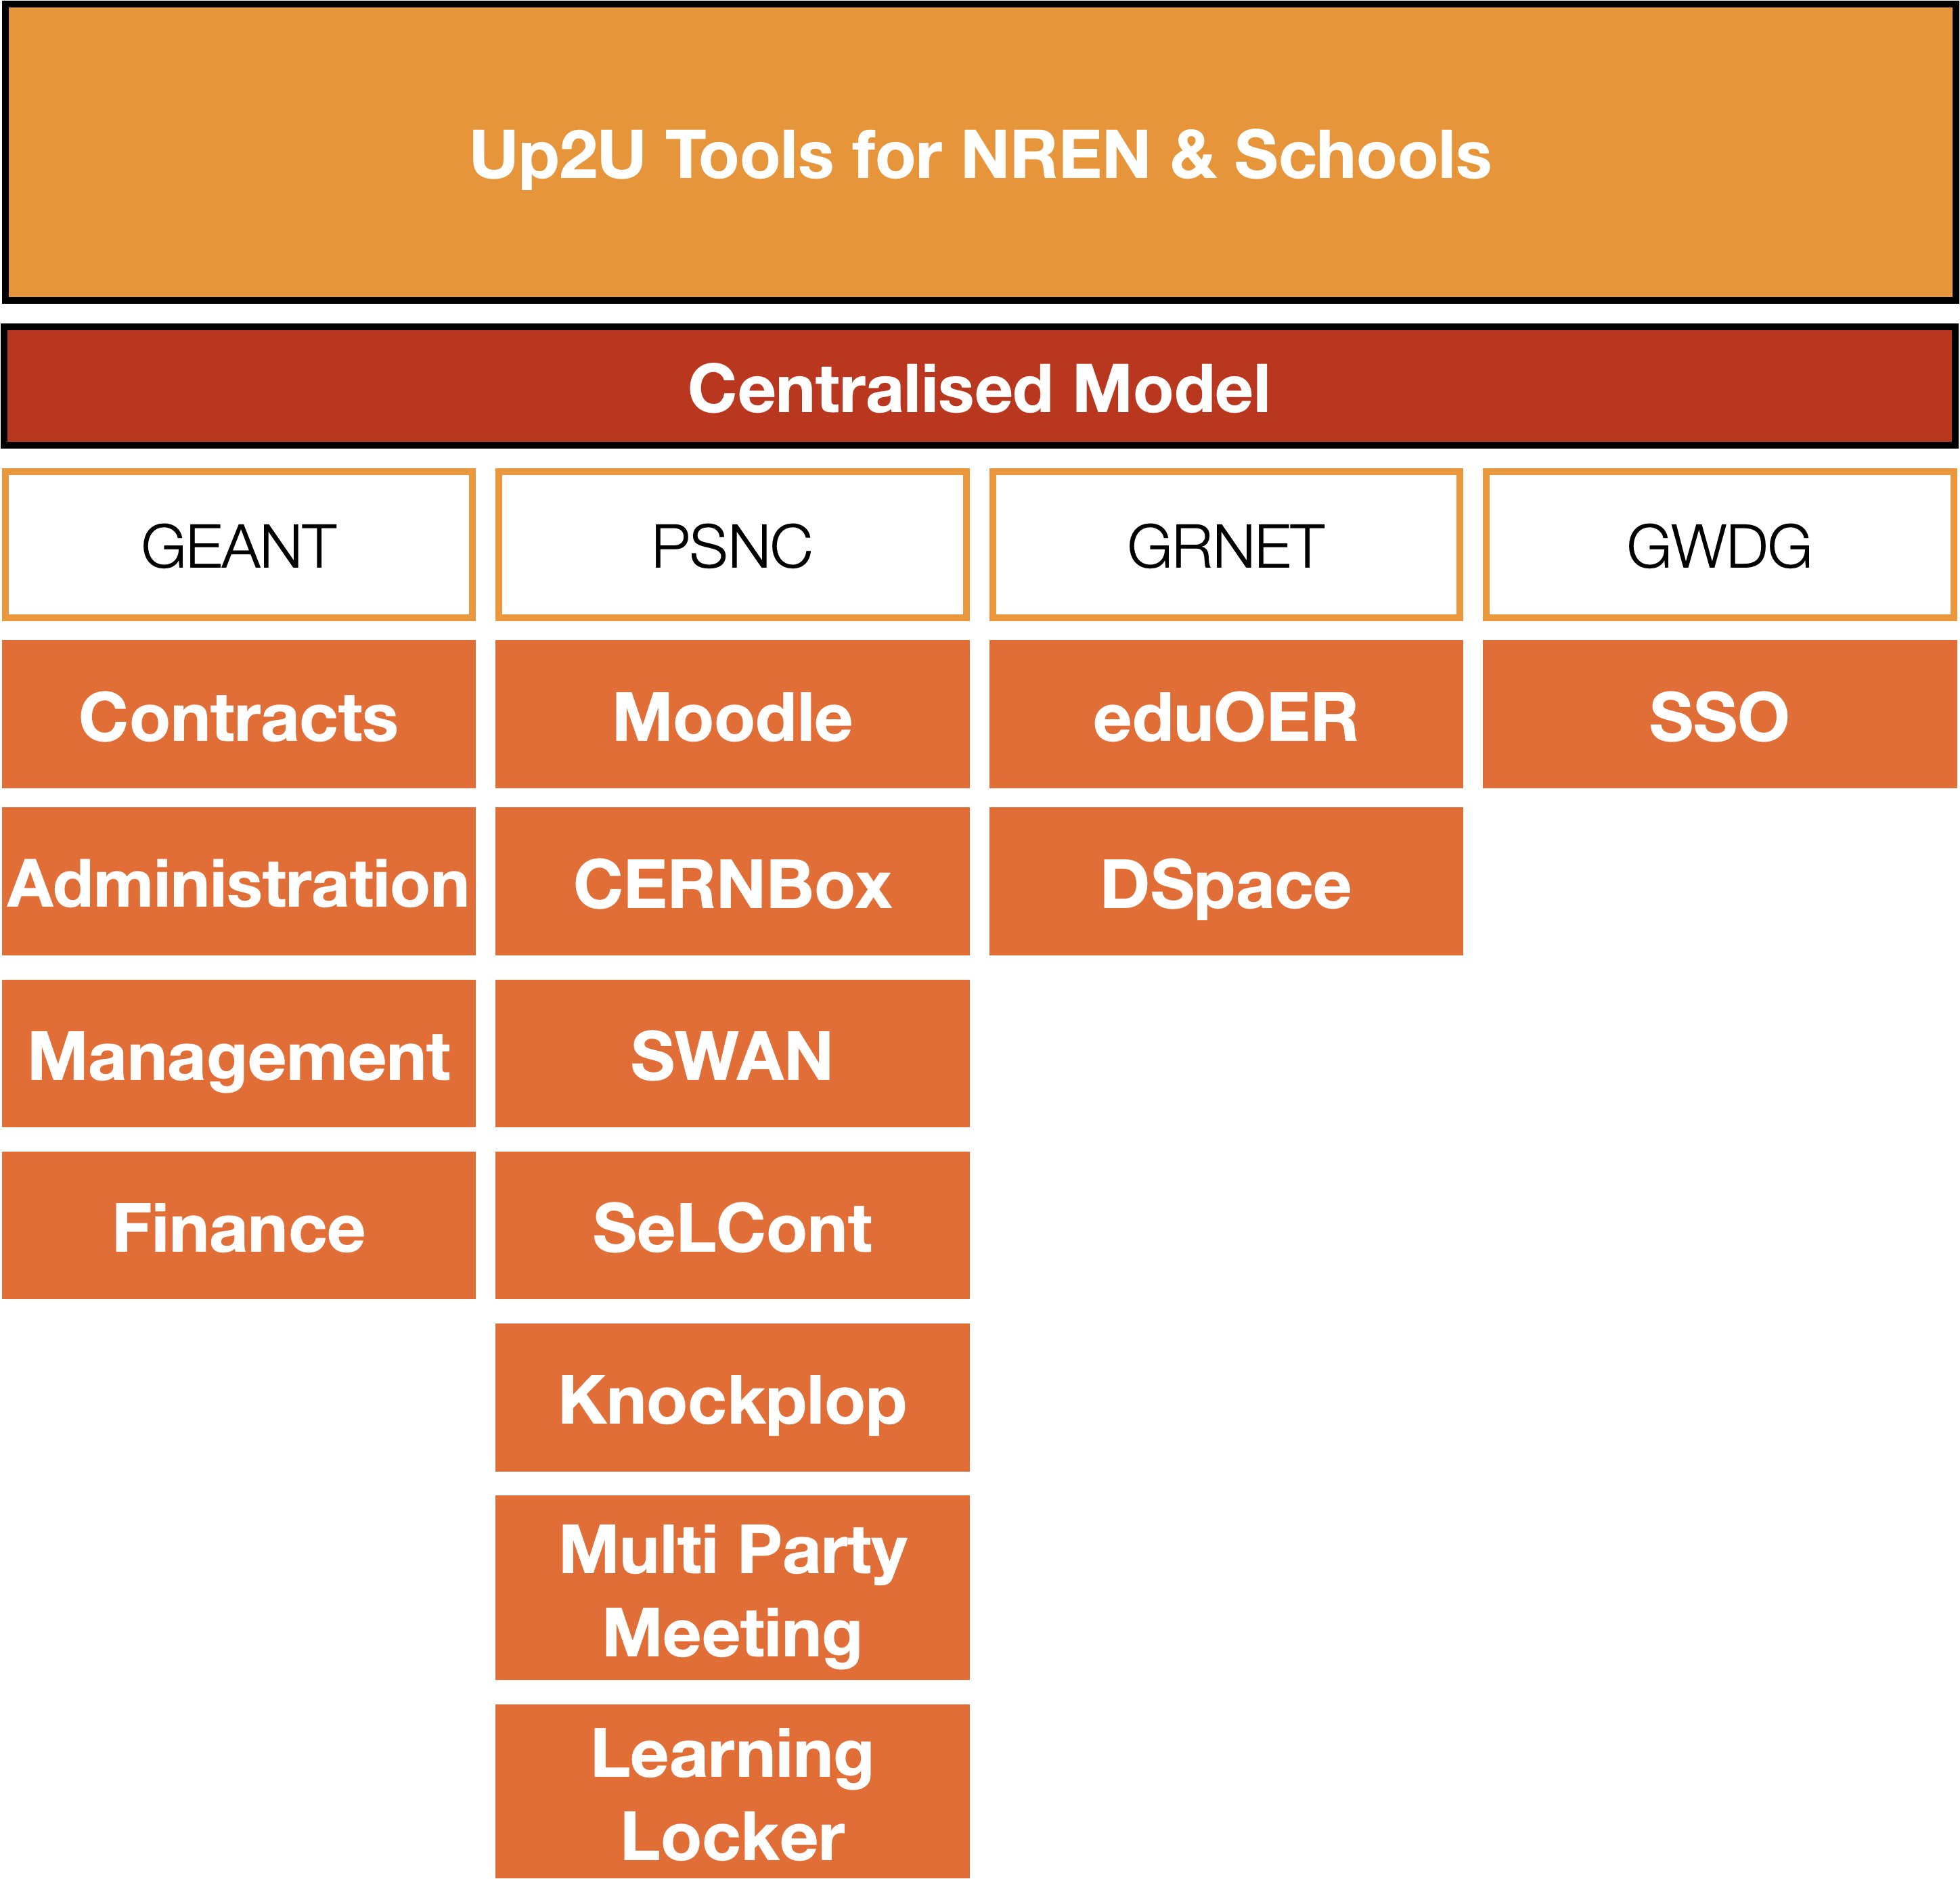 Up2U Tools for NREN & Schools
Centralised Model
GEANT
PSNC
GRNET
GWDG
Contracts
Moodle
eduOER
SSO
Administration
CERNBox
DSpace
Management
SWAN
Finance
SeLCont
Knockplop
Multi Party
Meeting
Learning
Locker